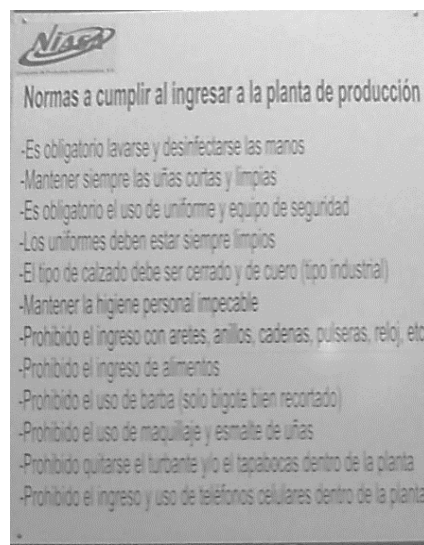 Niasa
Normas a cumplir al ingresar a la planta de producción
-Es obligatorio lavarse y desinfectarse las manos
-Mantener siempre las uñas cortas y limpias
-Es obligatorio el uso de uniforme y equipo de seguridad
-Los uniformes deben estar siempre limpios
-El tipo de calzado debe ser cerrado y de cuero (tipo industrial)
-Mantener la higiene personal impecable
-Prohibido el ingreso con aretes, anillos, cadenas, pulseras, reloj, etc
-Prohibido el ingreso de alimentos
-Prohibido el uso de barba (solo bigote bien recortado)
-Prohibido el uso de maquillaje y esmalte de uñas
-Prohibido quitarse el turbante y/o el tapabocas dentro de la planta
-Prohibido el ingreso y uso de teléfonos celulares dentro de la planta